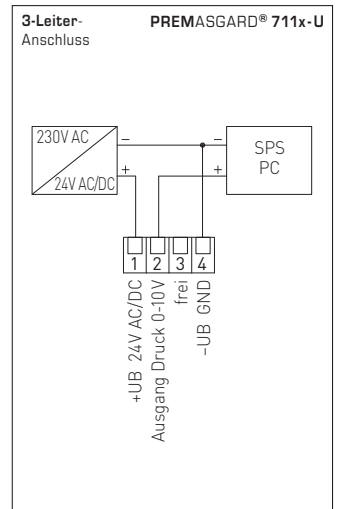 3-Leiter-
Anschluss
PREMASGARD® 711x-U
230V AC
24V AC/DC
–
+
–
+
SPS
PC
1
2
3
4
+UB 24V AC/DC
Ausgang Druck 0-10V
frei
–UB GND